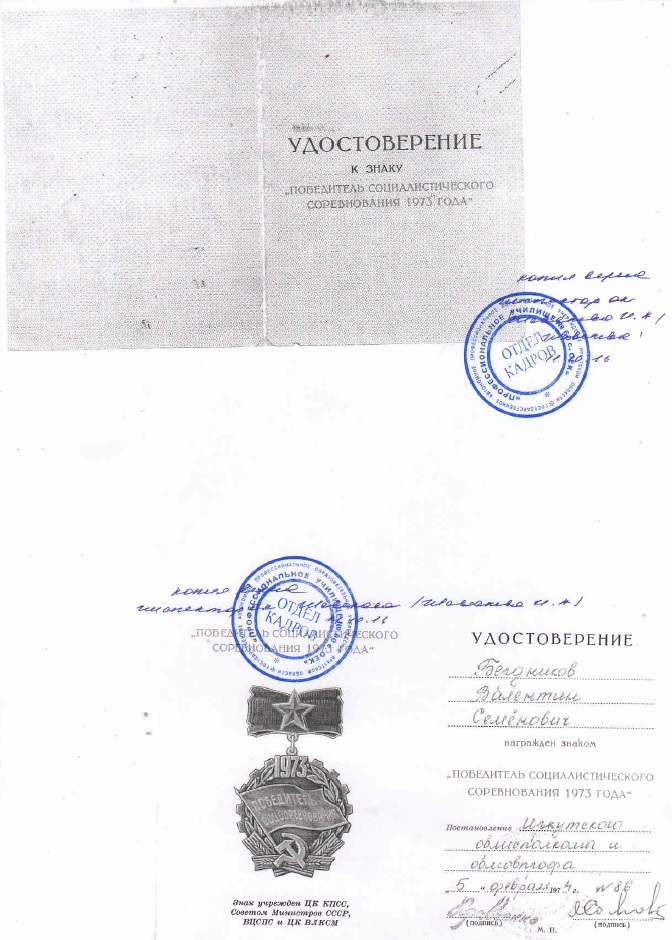 УДОСТОВЕРЕНИЕ
К ЗНАКУ
„ПОБЕДИТЕЛЬ СОЦИАЛИСТИЧЕСКОГО
СОРЕВНОВАНИЯ 1973 ГОДА“
копия верна
ОТДЕЛ
КАДРОВ
копия
ОТДЕЛ
КАДРОВ
„ПОБЕДИТЕЛЬ СОЦИАЛИСТИЧЕСКОГО
СОРЕВНОВАНИЯ 1973 ГОДА“
1973
ПОБЕДИТЕЛЬ
СОЦСОРЕВНОВАНИЯ
Знак учрежден ЦК КПСС,
Советом Министров СССР,
ВЦСПС и ЦК ВЛКСМ
УДОСТОВЕРЕНИЕ
Валентин
Семёнович
награжден знаком
„ПОБЕДИТЕЛЬ СОЦИАЛИСТИЧЕСКОГО
СОРЕВНОВАНИЯ 1973 ГОДА“
Постановление Иркутского
облисполкома и
облсовпрофа
„5“ февраля 1974 г. N 86
(подпись) (подпись)
М. П.